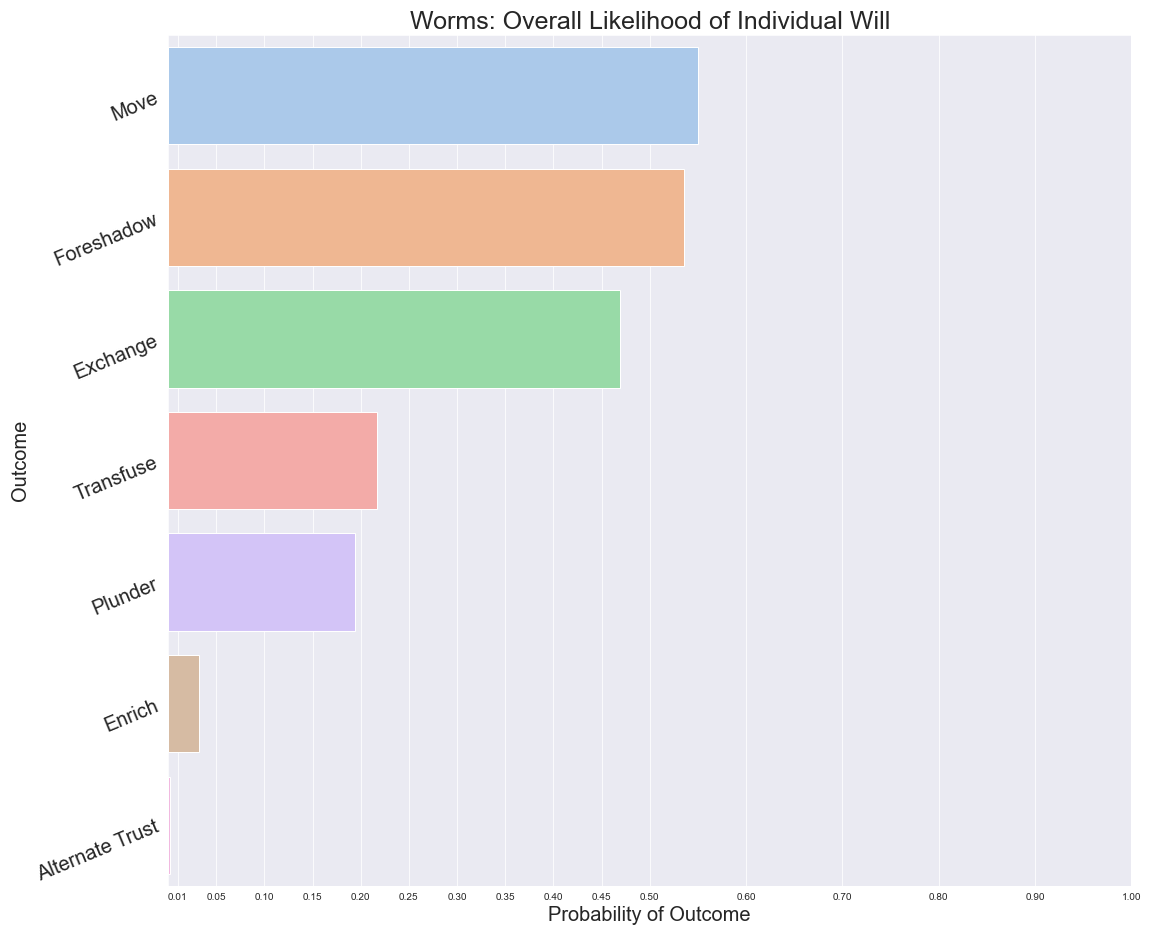 Worms: Overall Likelihood of Individual Will
Move
Foreshadow
Exchange
Transfuse
Plunder
Enrich
Alternate Trust
Outcome
0.01 0.05 0.10 0.15 0.20 0.25 0.30 0.35 0.40 0.45 0.50 0.60 0.70 0.80 0.90 1.00
Probability of Outcome